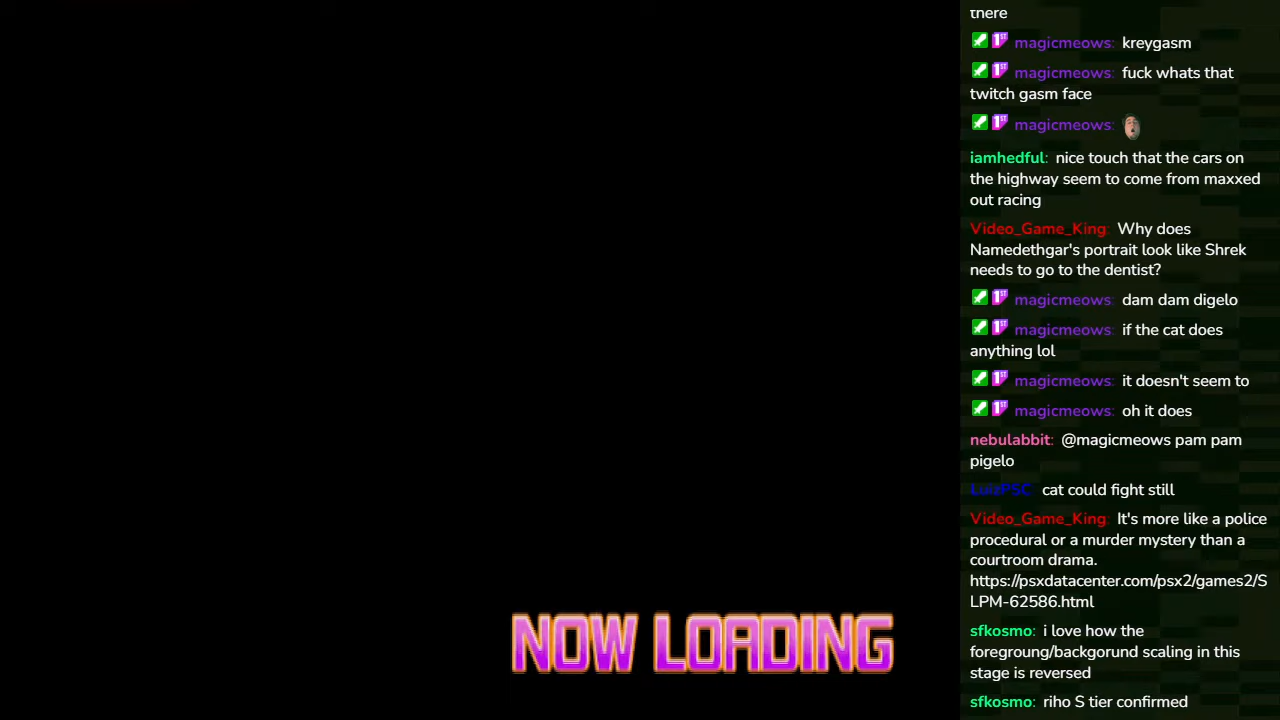 there
magicmeows: kreygasm
magicmeows: fuck whats that
twitch gasm face
magicmeows:
iamhedful: nice touch that the cars on
the highway seem to come from maxxed
out racing
Video_Game_King: Why does
Namedethgar's portrait look like Shrek
needs to go to the dentist?
magicmeows: dam dam digelo
magicmeows: if the cat does
anything lol
magicmeows: it doesn't seem to
magicmeows: oh it does
nebulabbit: @magicmeows pam pam
pigelo
LuizPSC: cat could fight still
Video_Game_King: It's more like a police
procedural or a murder mystery than a
courtroom drama.
https://psxdatacenter.com/psx2/games2/S
LPM-62586.html
sfkosmo: i love how the
foregroung/backgorund scaling in this
stage is reversed
sfkosmo: riho S tier confirmed
NOW LOADING